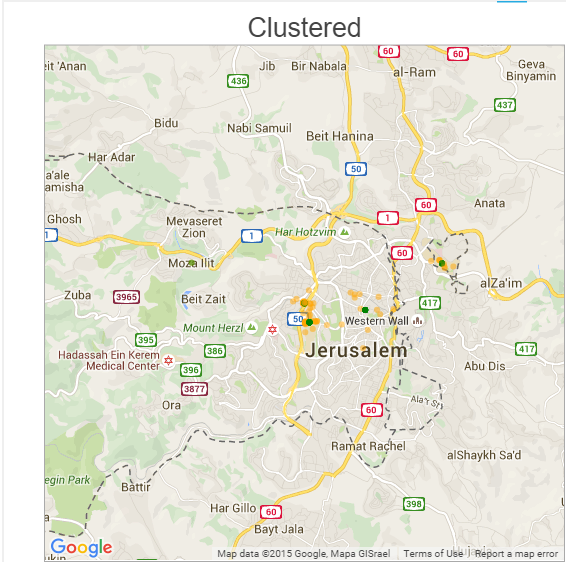 Clustered
60
60
eit 'Anan
Jib
Bir Nabala
al-Ram
Geva
Binyamin
436
437
Bidu
Nabi Samuil
Beit Hanina
Har Adar
50
a'ale
amisha
60
Anata
Ghosh
Mevaseret
Zion
1
1
1
Har Hotzvim
60
Moza Ilit
alZa'im
Zuba
3965
Beit Zait
417
50
Western Wall
Mount Herzl
395
386
Jerusalem
417
Hadassah Ein Kerem
Medical Center
396
Abu Dis
3877
Ora
60
Ramat Rachel
alShaykh Sa'd
egin Park
Battir
Har Gilo
60
398
Bayt Jala
Google
Map data ©2015 Google, Mapa GISrael
Terms of Use
Report a map error